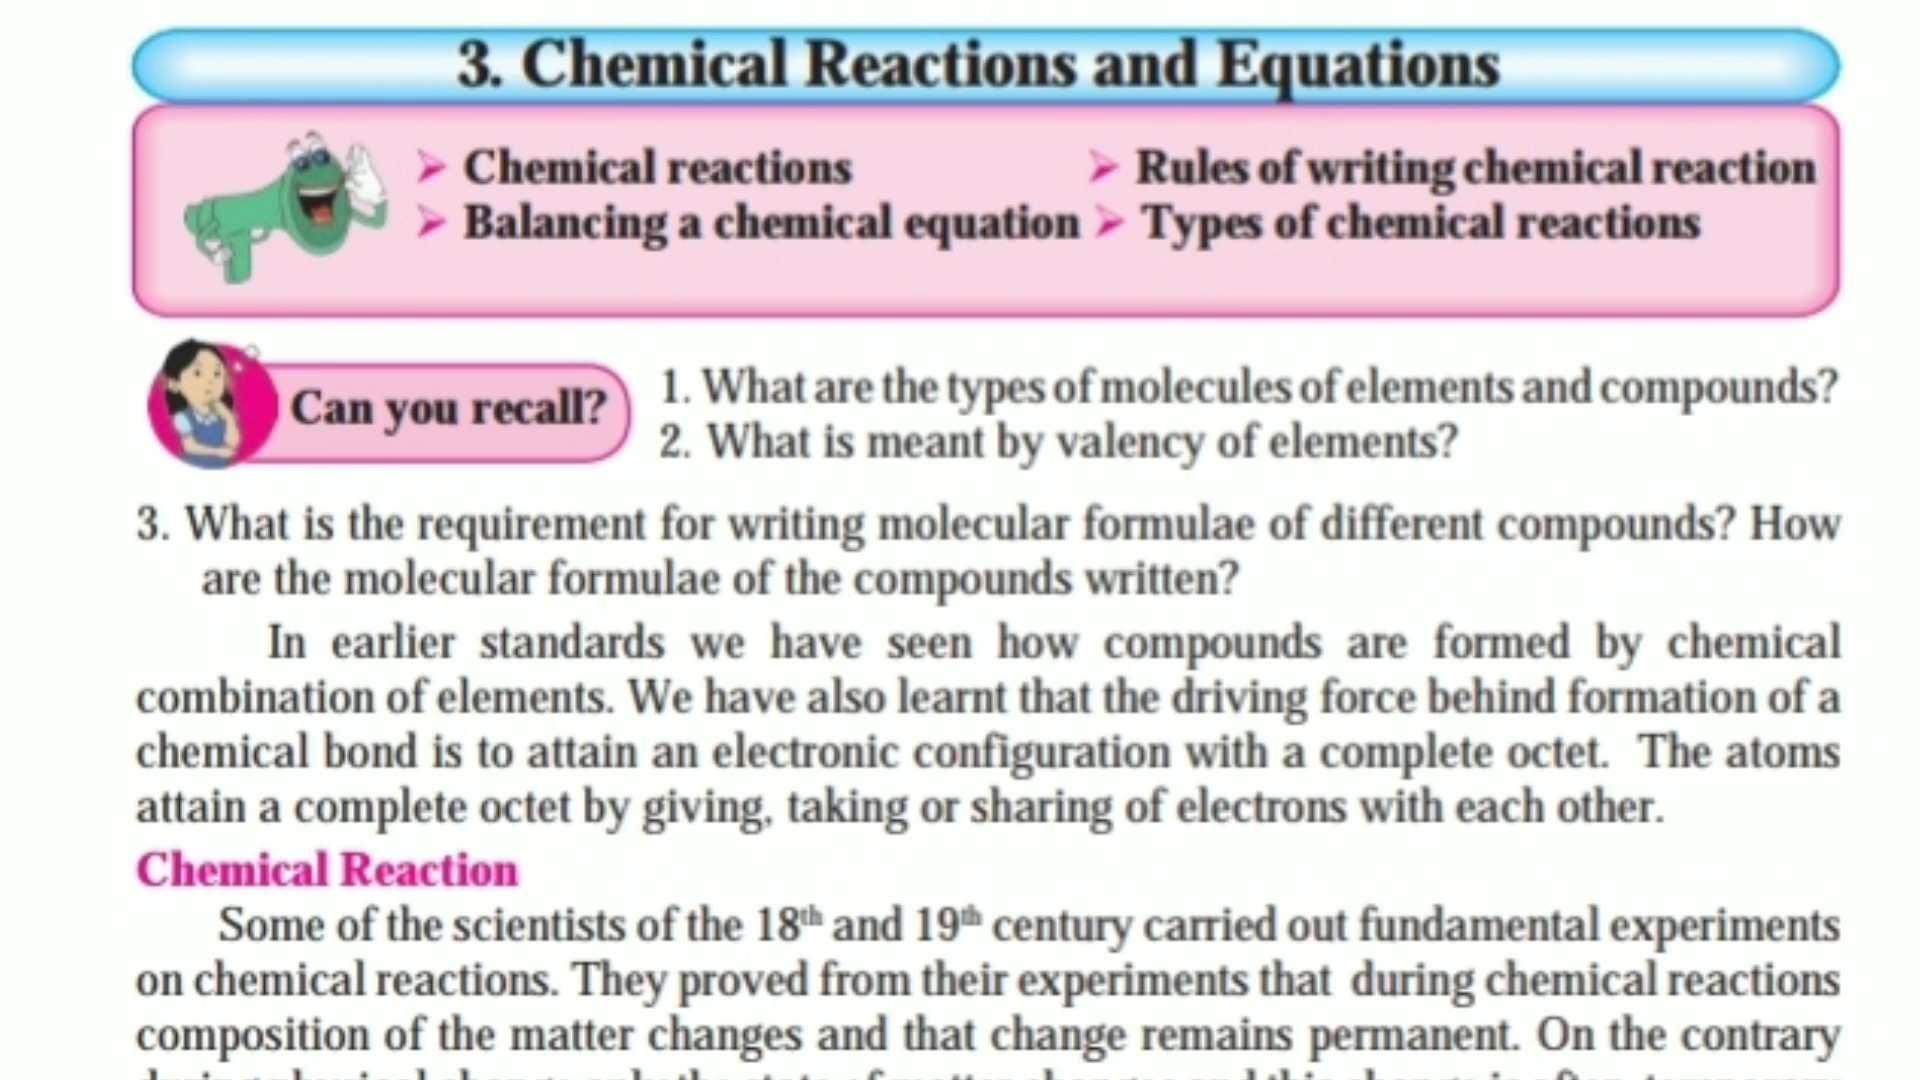 3. Chemical Reactions and Equations
➢ Chemical reactions
➢ Rules of writing chemical reaction
➢ Balancing a chemical equation
➢ Types of chemical reactions
Can you recall?
1. What are the types of molecules of elements and compounds?
2. What is meant by valency of elements?
3. What is the requirement for writing molecular formulae of different compounds? How
are the molecular formulae of the compounds written?
In earlier standards we have seen how compounds are formed by chemical
combination of elements. We have also learnt that the driving force behind formation of a
chemical bond is to attain an electronic configuration with a complete octet. The atoms
attain a complete octet by giving, taking or sharing of electrons with each other.
Chemical Reaction
Some of the scientists of the 18th and 19th century carried out fundamental experiments
on chemical reactions. They proved from their experiments that during chemical reactions
composition of the matter changes and that change remains permanent. On the contrary